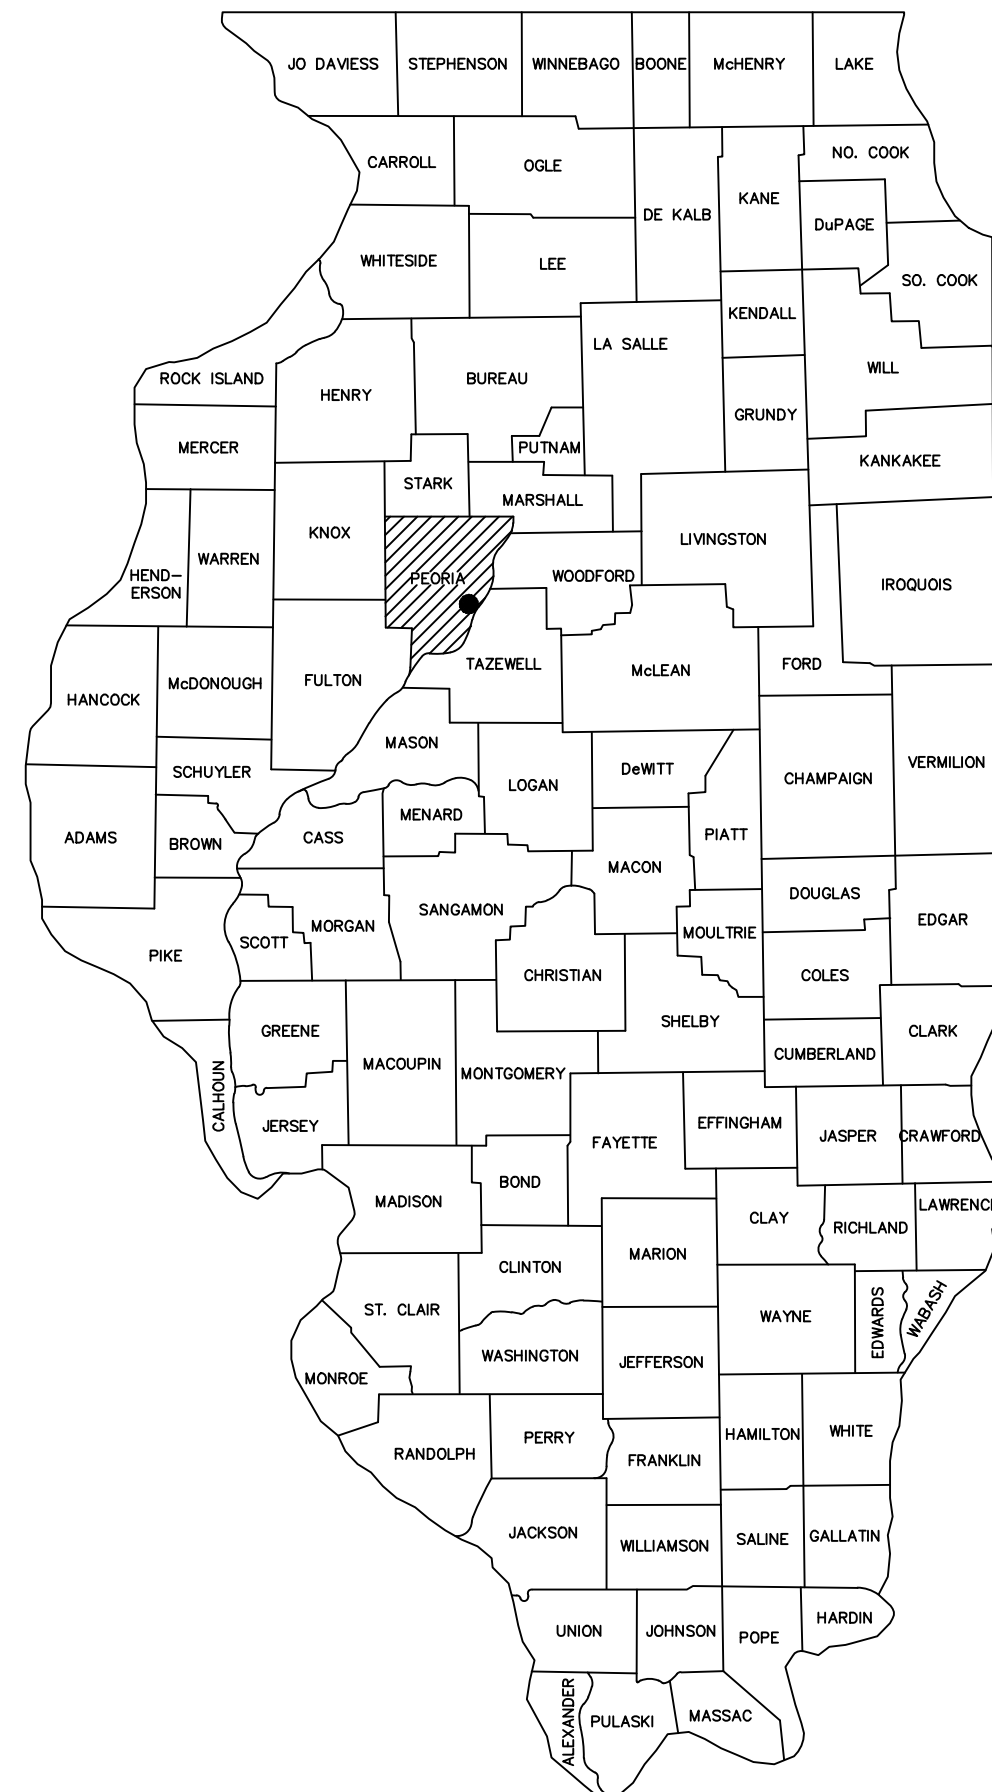 JO DAVIESS
STEPHENSON
WINNEBAGO
BOONE
McHENRY
LAKE
CARROLL
OGLE
DE KALB
KANE
NO. COOK
DuPAGE
WHITESIDE
LEE
SO. COOK
KENDALL
LA SALLE
ROCK ISLAND
HENRY
BUREAU
WILL
GRUNDY
MERCER
PUTNAM
KANKAKEE
STARK
MARSHALL
KNOX
LIVINGSTON
WARREN
HEND-
ERSON
PEORIA
WOODFORD
IROQUOIS
HANCOCK
McDONOUGH
FULTON
TAZEWELL
McLEAN
FORD
MASON
SCHUYLER
LOGAN
DeWITT
CHAMPAIGN
VERMILION
ADAMS
BROWN
CASS
MENARD
PIATT
MACON
DOUGLAS
SANGAMON
MORGAN
SCOTT
MOULTRIE
EDGAR
PIKE
CHRISTIAN
COLES
GREENE
SHELBY
CLARK
MACOUPIN
MONTGOMERY
CUMBERLAND
CALHOUN
JERSEY
FAYETTE
EFFINGHAM
JASPER
CRAWFORD
MADISON
BOND
CLAY
RICHLAND
LAWRENCE
CLINTON
MARION
ST. CLAIR
WAYNE
EDWARDS
WABASH
WASHINGTON
JEFFERSON
MONROE
RANDOLPH
PERRY
FRANKLIN
HAMILTON
WHITE
JACKSON
WILLIAMSON
SALINE
GALLATIN
UNION
JOHNSON
POPE
HARDIN
ALEXANDER
PULASKI
MASSAC